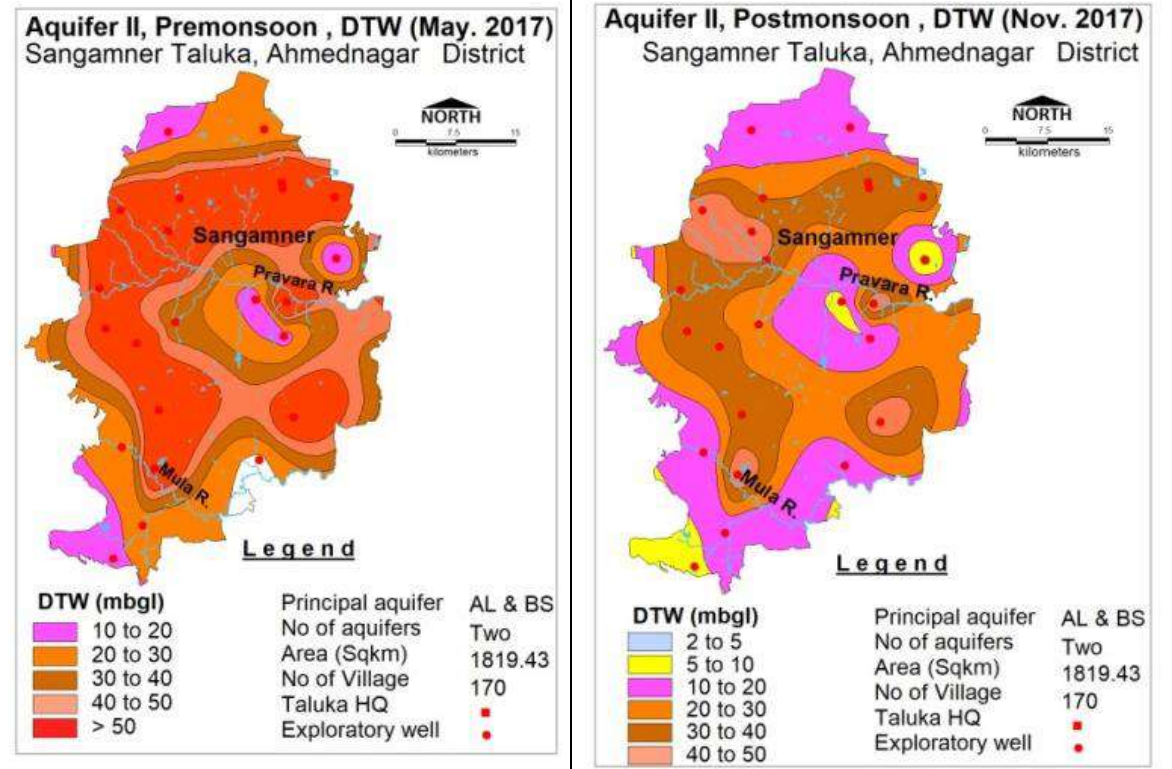 Aquifer II, Premonsoon , DTW (May. 2017)
Sangamner Taluka, Ahmednagar District
NORTH
0 7.5 15
kilometers
Sangamner
Pravara R.
Mula R.
Legend
DTW (mbgl)
10 to 20
20 to 30
30 to 40
40 to 50
> 50
Principal aquifer AL & BS
No of aquifers Two
Area (Sqkm) 1819.43
No of Village 170
Taluka HQ
Exploratory well
Aquifer II, Postmonsoon , DTW (Nov. 2017)
Sangamner Taluka, Ahmednagar District
NORTH
0 7.5 15
kilometers
Sangamner
Pravara R.
Mula R.
Legend
DTW (mbgl)
2 to 5
5 to 10
10 to 20
20 to 30
30 to 40
40 to 50
Principal aquifer AL & BS
No of aquifers Two
Area (Sqkm) 1819.43
No of Village 170
Taluka HQ
Exploratory well